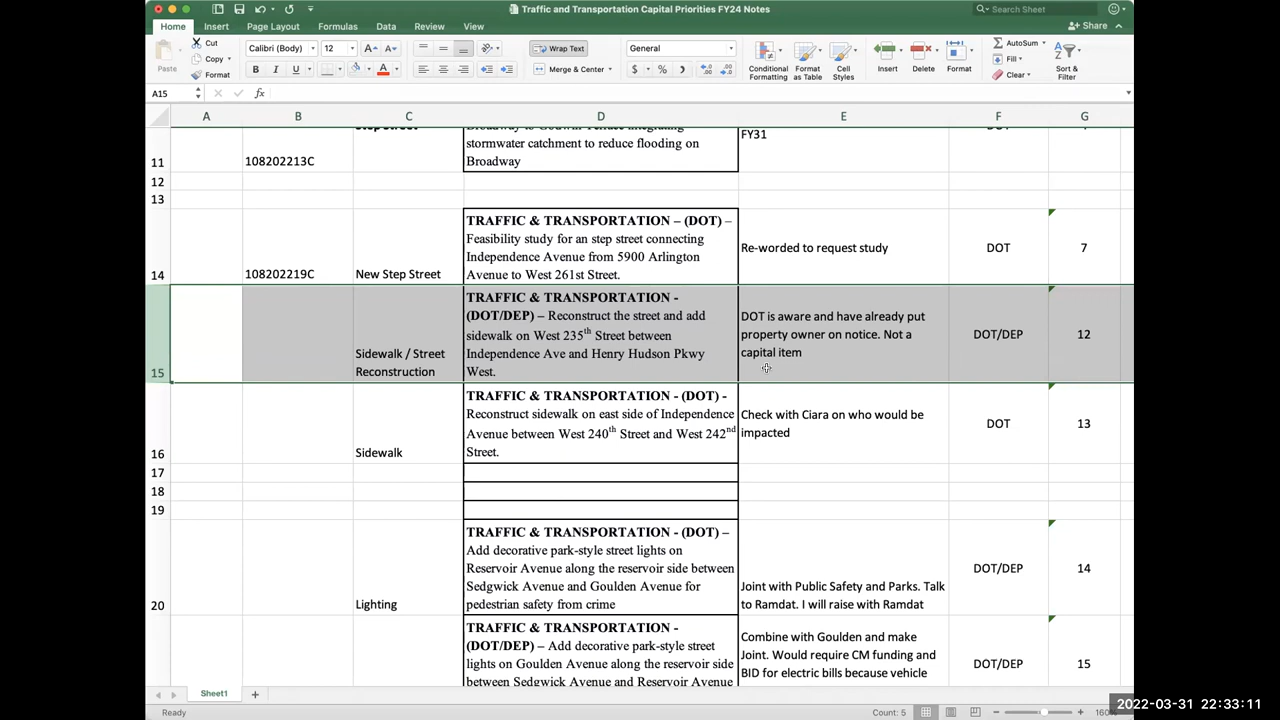 Traffic and Transportation Capital Priorities FY24 Notes
Search Sheet
Home Insert Page Layout Formulas Data Review View
Share
Cut
Copy
Format
Paste
Calibri (Body) 12
Wrap Text
Merge & Center
General
Conditional Formatting
Format as Table
Cell Styles
Insert
Delete
Format
AutoSum
Fill
Clear
Sort & Filter
A15
fx
A B C D E F G
FY31
stormwater catchment to reduce flooding on
Broadway
11 108202213C
12
13
TRAFFIC & TRANSPORTATION – (DOT) –
Feasibility study for an step street connecting
Independence Avenue from 5900 Arlington
Avenue to West 261st Street.
14 108202219C New Step Street
Re-worded to request study
DOT
7
TRAFFIC & TRANSPORTATION -
(DOT/DEP) – Reconstruct the street and add
sidewalk on West 235th Street between
Independence Ave and Henry Hudson Pkwy
West.
15
Sidewalk / Street
Reconstruction
DOT is aware and have already put
property owner on notice. Not a
capital item
DOT/DEP
12
TRAFFIC & TRANSPORTATION - (DOT) -
Reconstruct sidewalk on east side of Independence
Avenue between West 240th Street and West 242nd
Street.
16 Sidewalk
Check with Ciara on who would be
impacted
DOT
13
17
18
19
TRAFFIC & TRANSPORTATION - (DOT) –
Add decorative park-style street lights on
Reservoir Avenue along the reservoir side between
Sedgwick Avenue and Goulden Avenue for
pedestrian safety from crime
20 Lighting
Joint with Public Safety and Parks. Talk
to Ramdat. I will raise with Ramdat
DOT/DEP
14
TRAFFIC & TRANSPORTATION -
(DOT/DEP) – Add decorative park-style street
lights on Goulden Avenue along the reservoir side
between Sedgwick Avenue and Reservoir Avenue
Combine with Goulden and make
Joint. Would require CM funding and
BID for electric bills because vehicle
DOT/DEP
15
Sheet1
Ready
Count: 5
160%
2022-03-31 22:33:11